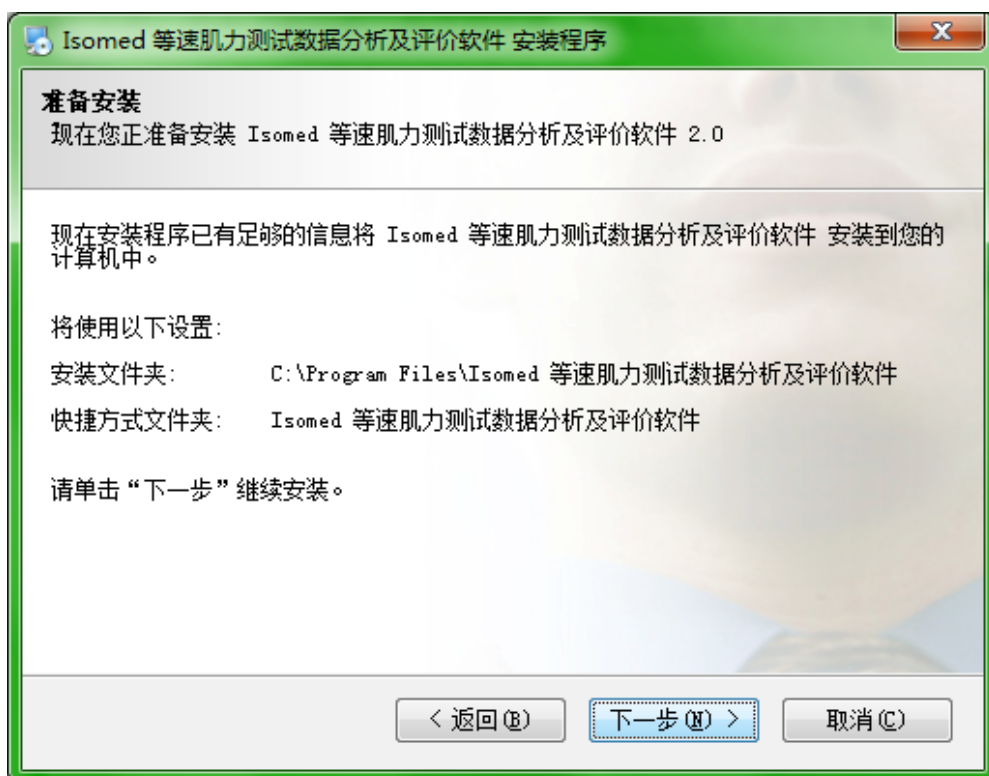 Isomed 等速肌力测试数据分析及评价软件 安装程序
准备安装
现在您正准备安装 Isomed 等速肌力测试数据分析及评价软件 2.0
现在安装程序已有足够的信息将 Isomed 等速肌力测试数据分析及评价软件 安装到您的
计算机中。
将使用以下设置:
安装文件夹: C:\Program Files\Isomed 等速肌力测试数据分析及评价软件
快捷方式文件夹: Isomed 等速肌力测试数据分析及评价软件
请单击“下一步”继续安装。
< 返回(B) 下一步(N) > 取消(C)